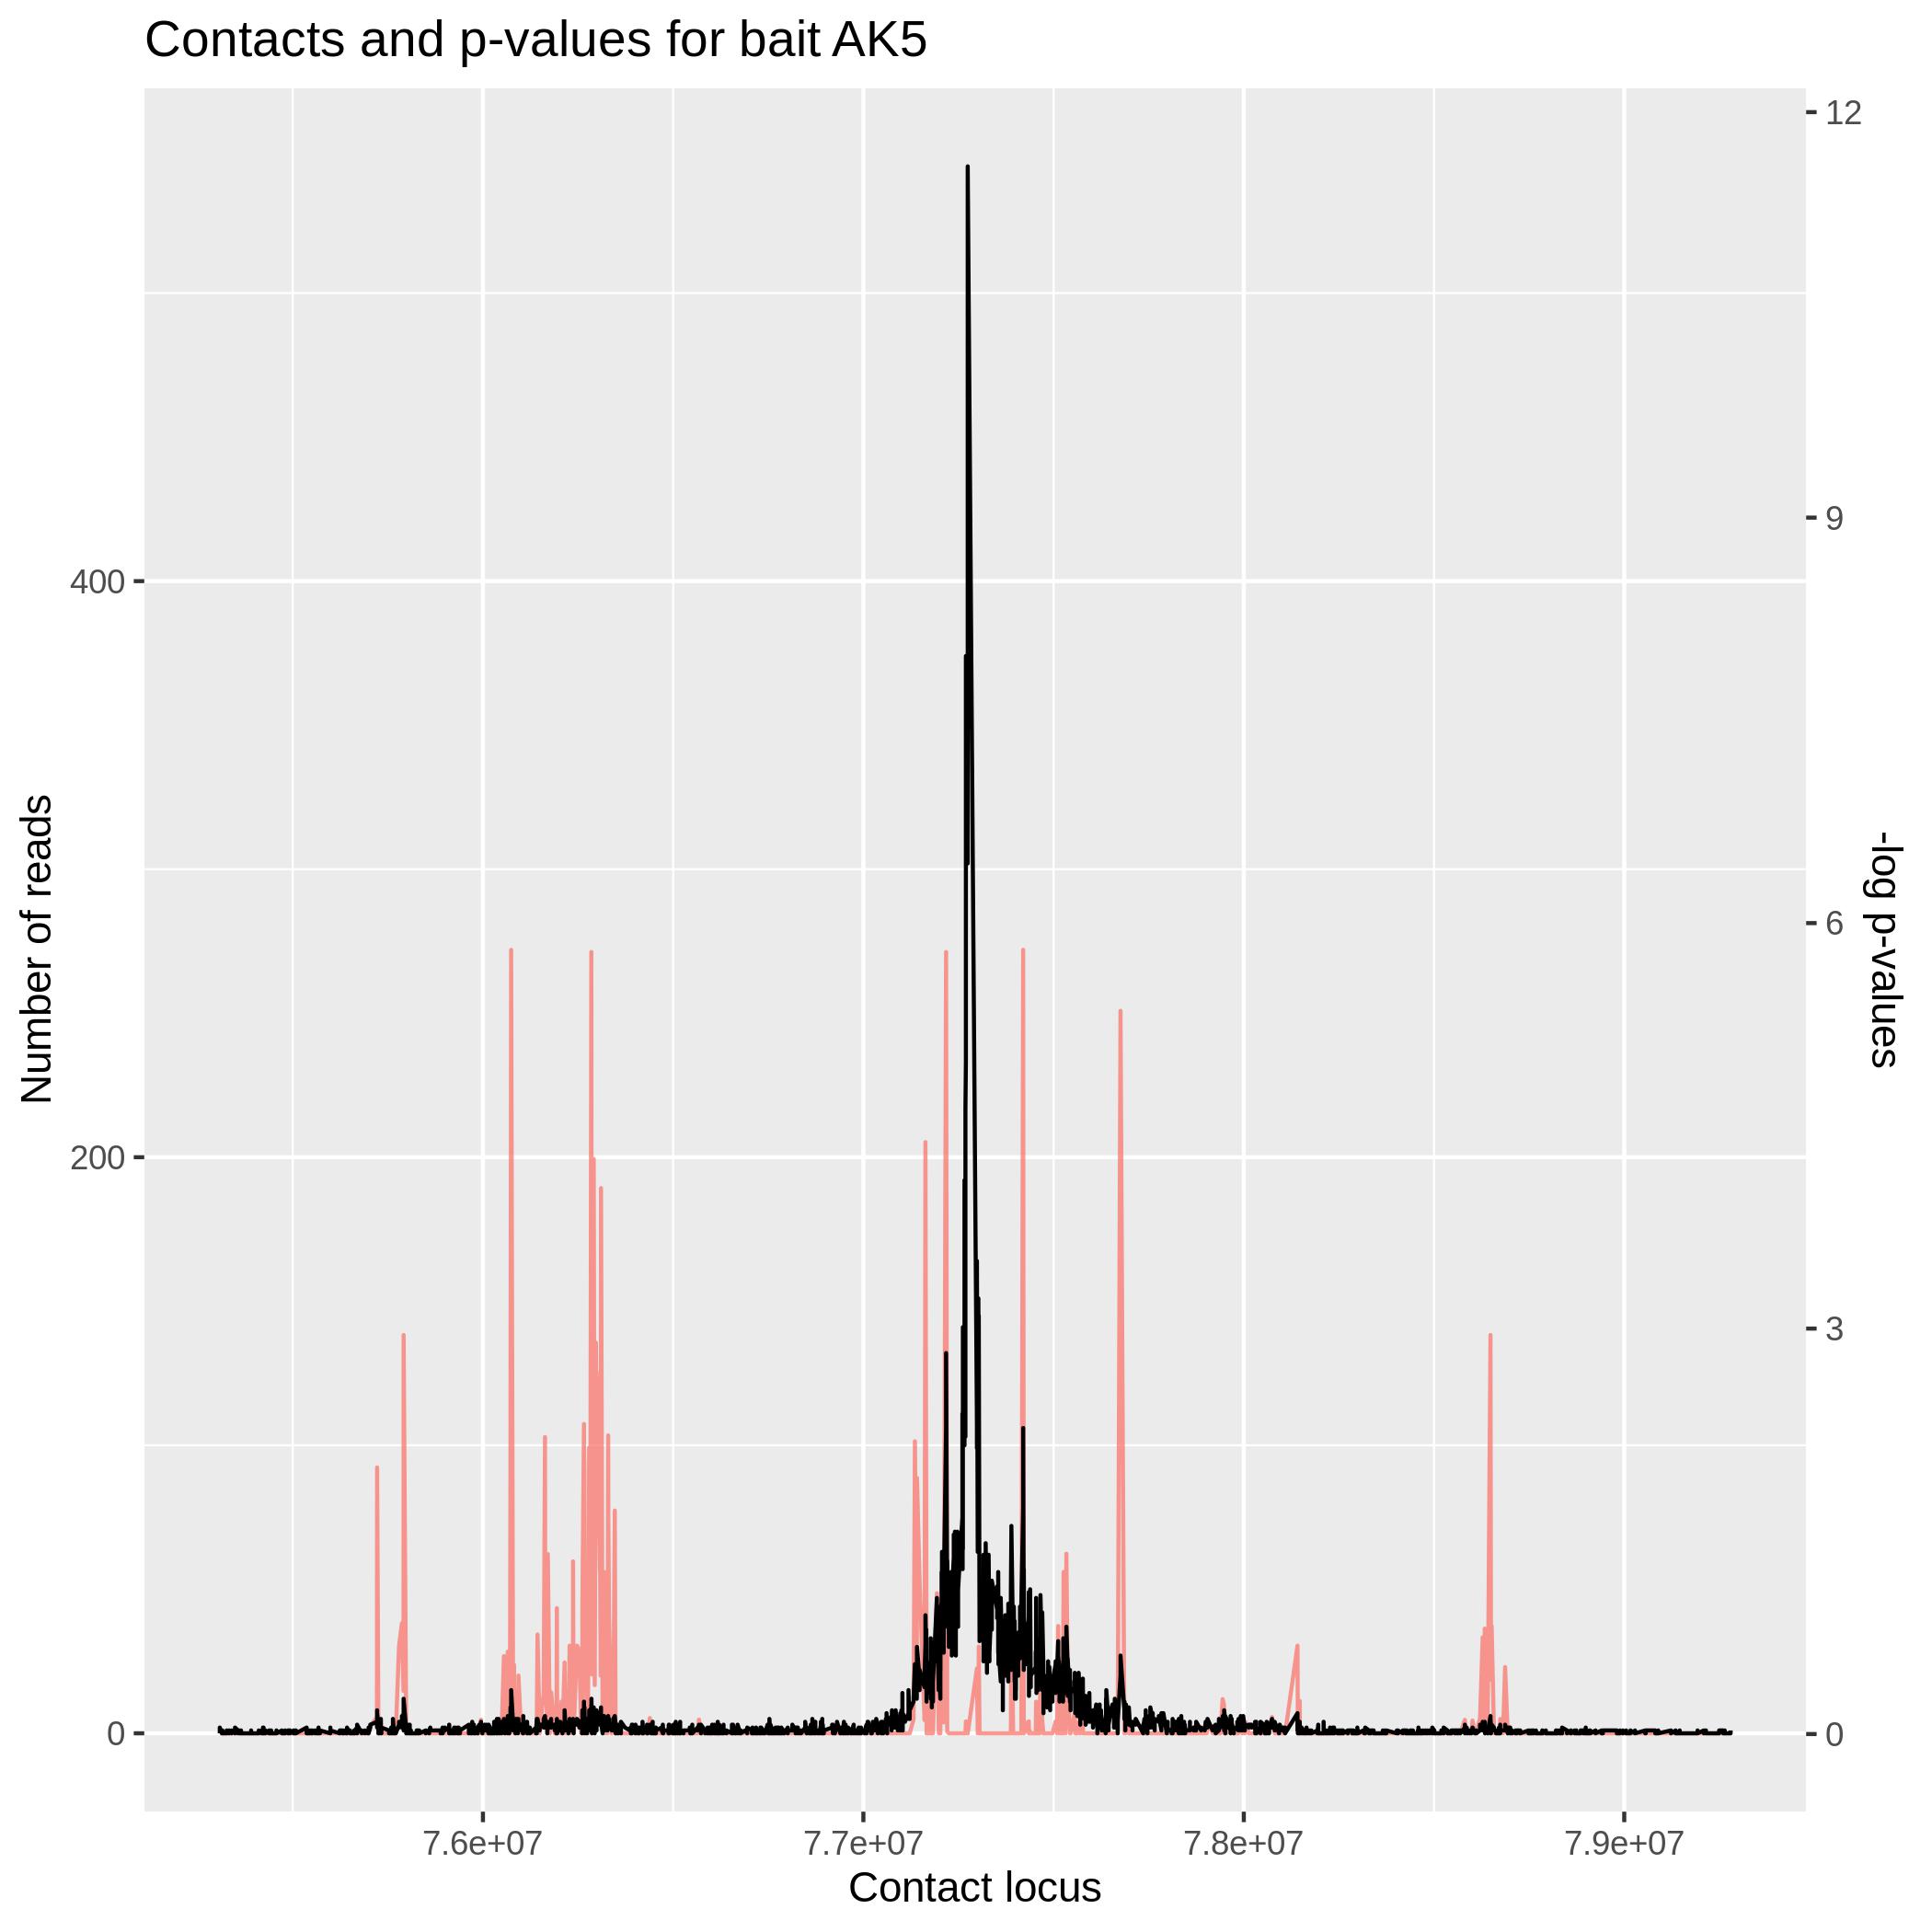 Contacts and p-values for bait AK5
12
9
6
3
0
400
200
0
Number of reads
-log p-values
7.6e+07 7.7e+07 7.8e+07 7.9e+07
Contact locus